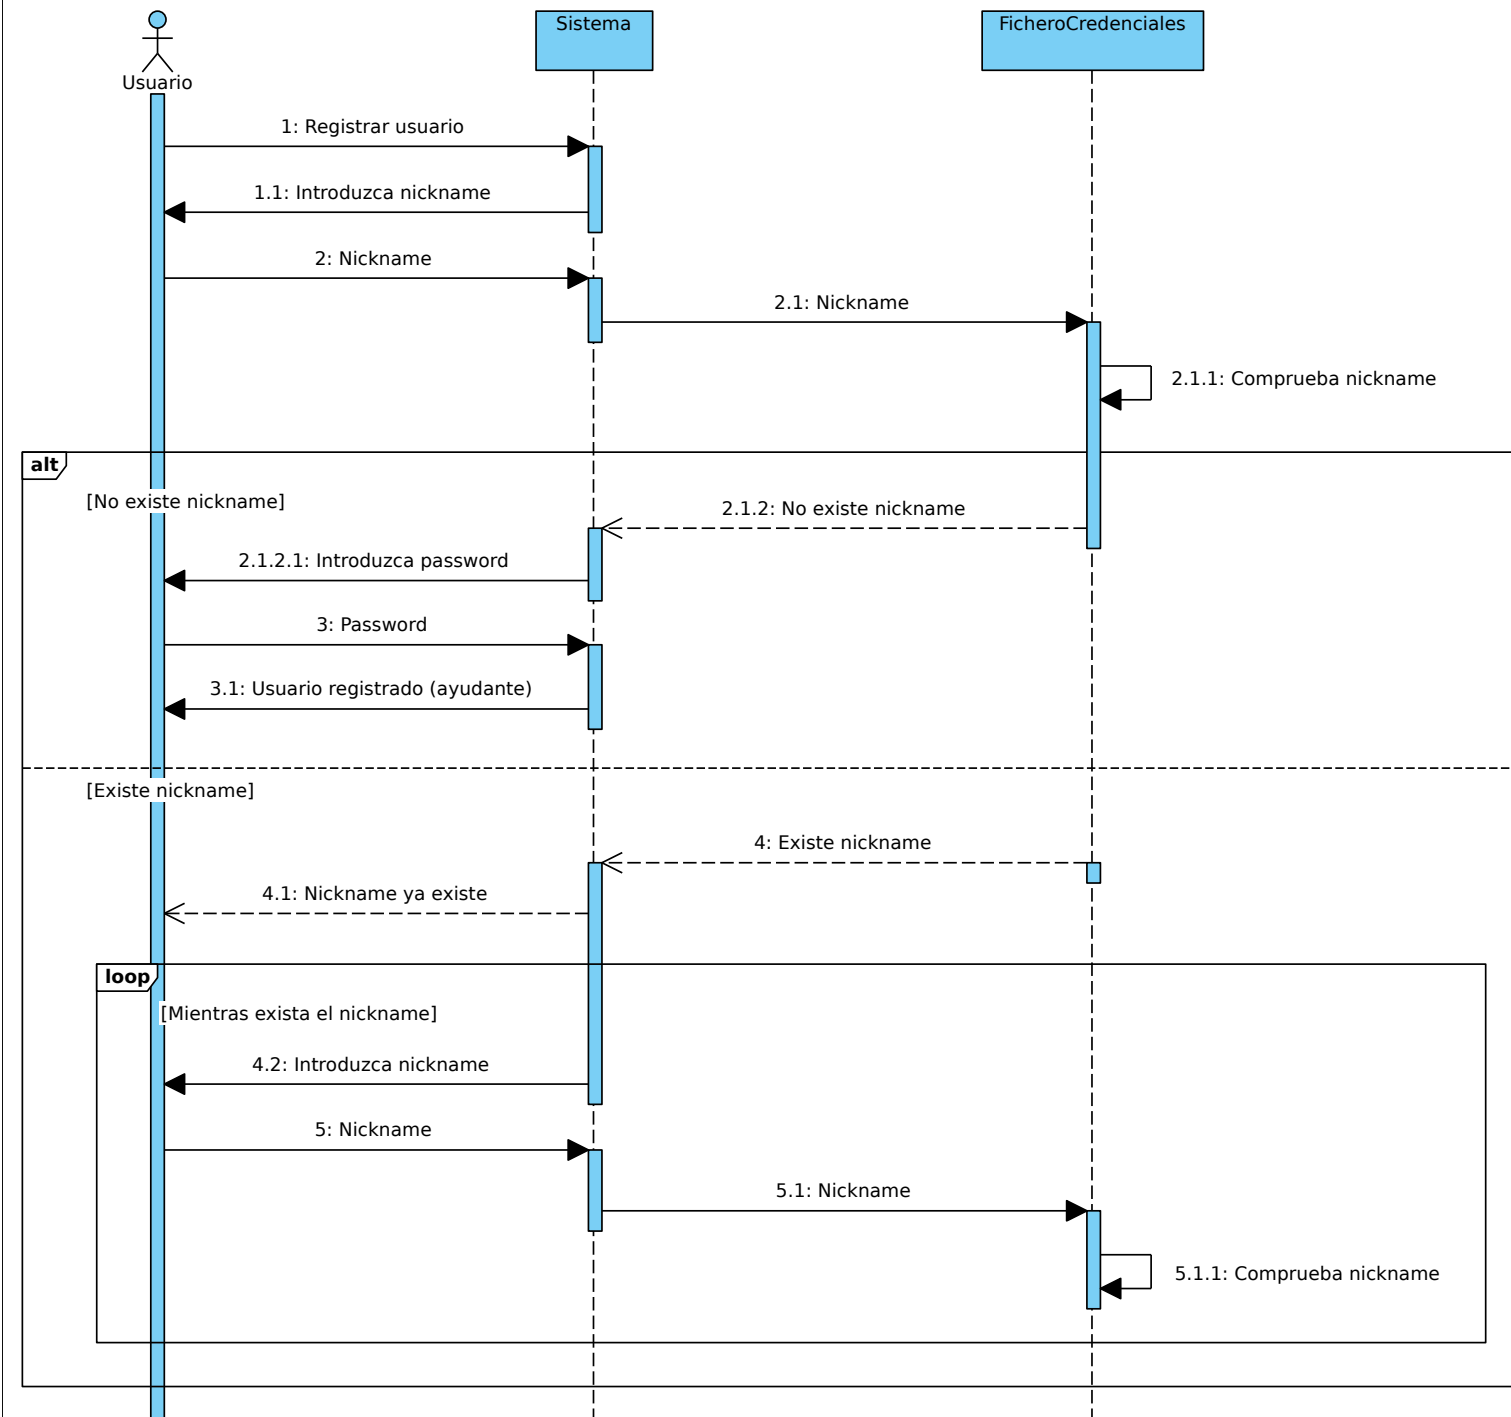 Sistema
FicheroCredenciales
Usuario
1: Registrar usuario
1.1: Introduzca nickname
2: Nickname
2.1: Nickname
2.1.1: Comprueba nickname
alt
[No existe nickname]
2.1.2: No existe nickname
2.1.2.1: Introduzca password
3: Password
3.1: Usuario registrado (ayudante)
[Existe nickname]
4: Existe nickname
4.1: Nickname ya existe
loop
[Mientras exista el nickname]
4.2: Introduzca nickname
5: Nickname
5.1: Nickname
5.1.1: Comprueba nickname